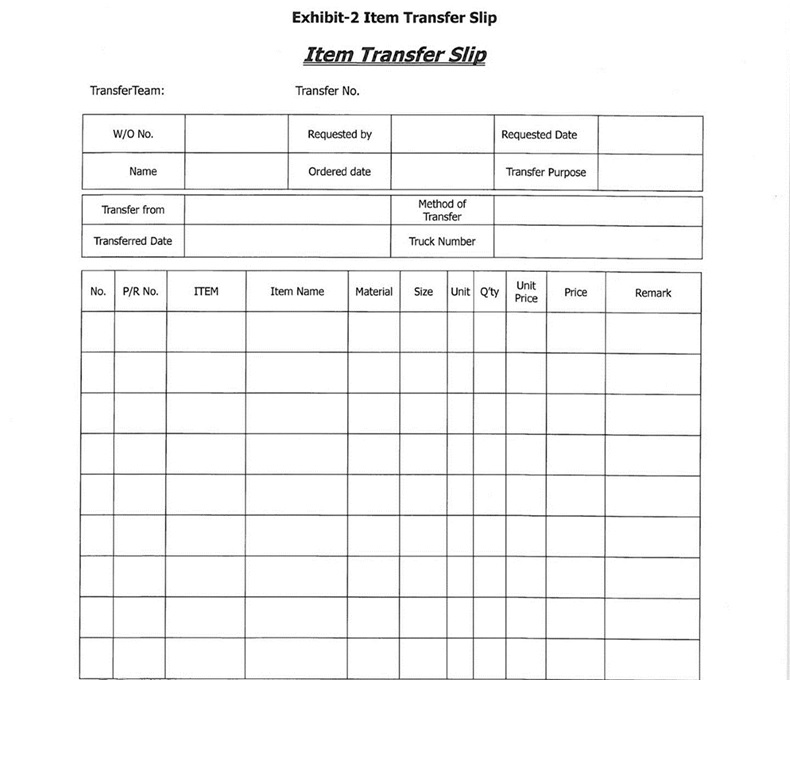 Exhibit-2 Item Transfer Slip
Item Transfer Slip
TransferTeam: Transfer No.
W/O No. Requested by Requested Date
Name Ordered date Transfer Purpose
Transfer from Method of Transfer
Transferred Date Truck Number
No. P/R No. ITEM Item Name Material Size Unit Q'ty Unit Price Price Remark